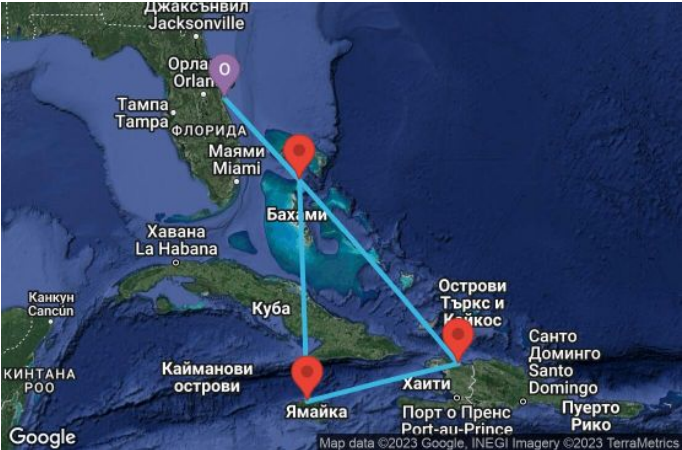 Джаксънвил
Jacksonville
Орла
Orlan
O
Тампа
Tampa
ФЛОРИДА
Маями
Miami
Бахами
Хавана
La Habana
Канкун
Cancún
Куба
Острови
Търкс и
Кайкос
КИНТАНА
РОО
Кайманови
острови
Санто
Доминго
Santo
Domingo
Хаити
Ямайка
Порт о Пренс
Port-au-Prince
Пуерто
Рико
Google
Map data ©2023 Google, INEGI Imagery ©2023 TerraMetrics